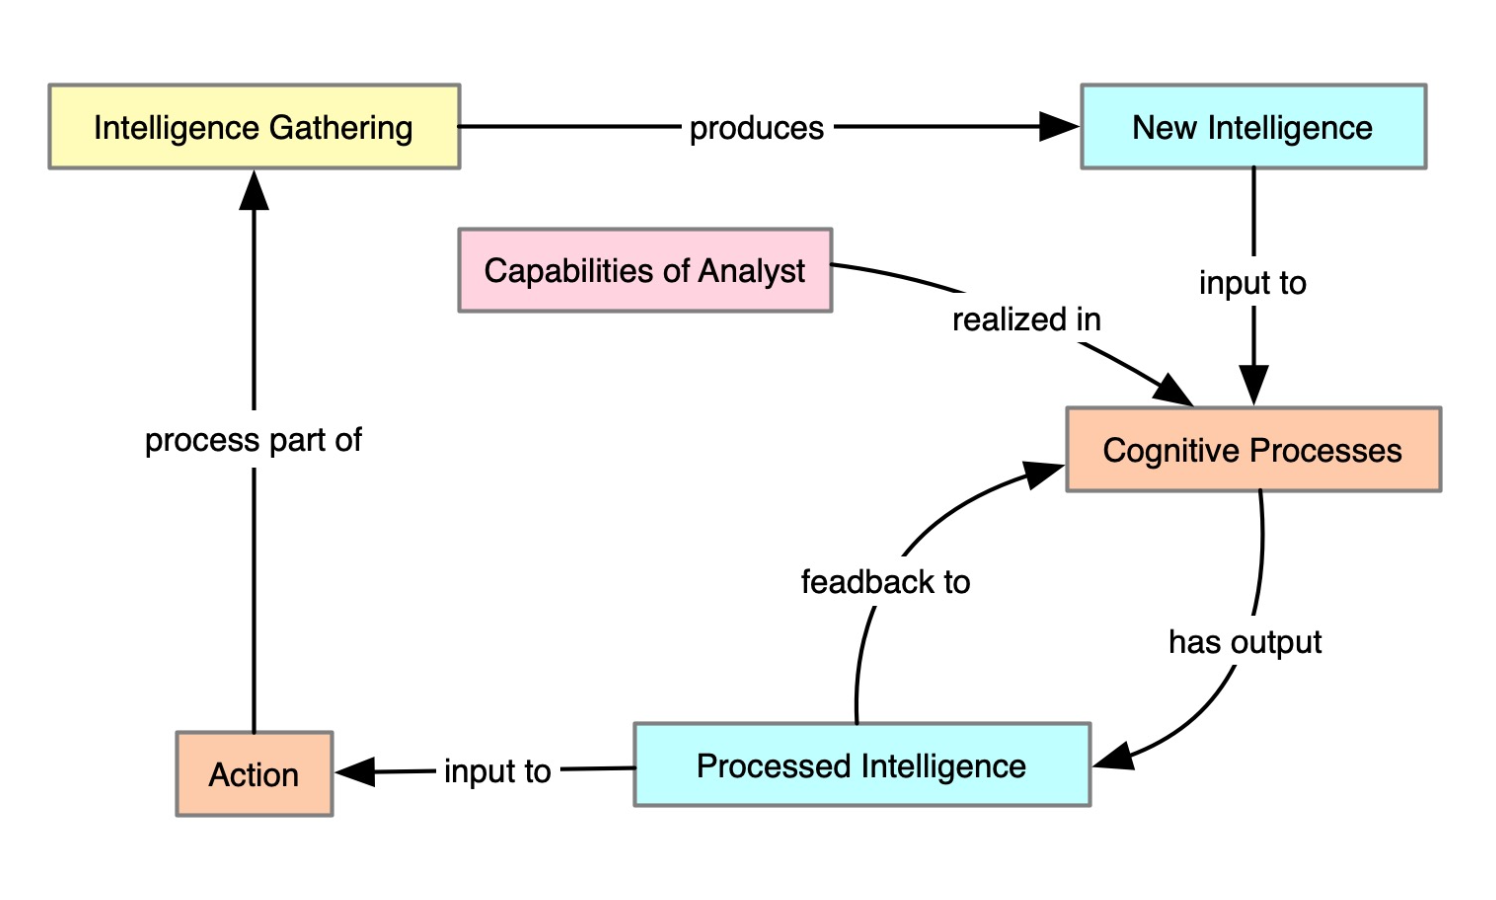 Intelligence Gathering
produces
New Intelligence
Capabilities of Analyst
input to
realized in
process part of
Cognitive Processes
feadback to
has output
Action
input to
Processed Intelligence